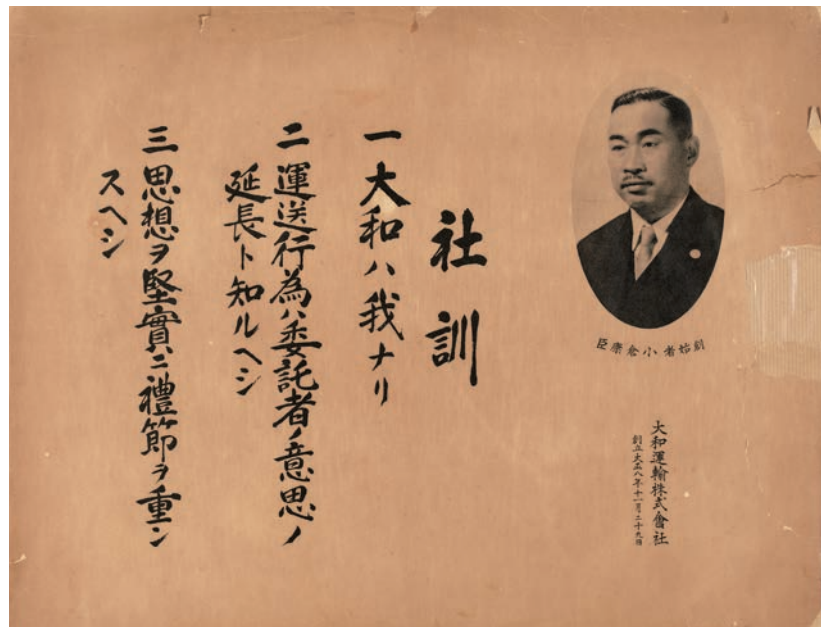 創始者小倉康臣
大和運輸株式會社
創立大正八年十一月二十九日
社訓
一 大和ハ我ナリ
二 運送行為ハ委託者ノ意思ノ
延長ト知ルヘシ
三 思想ヲ堅實ニ禮節ヲ重ン
スヘシ